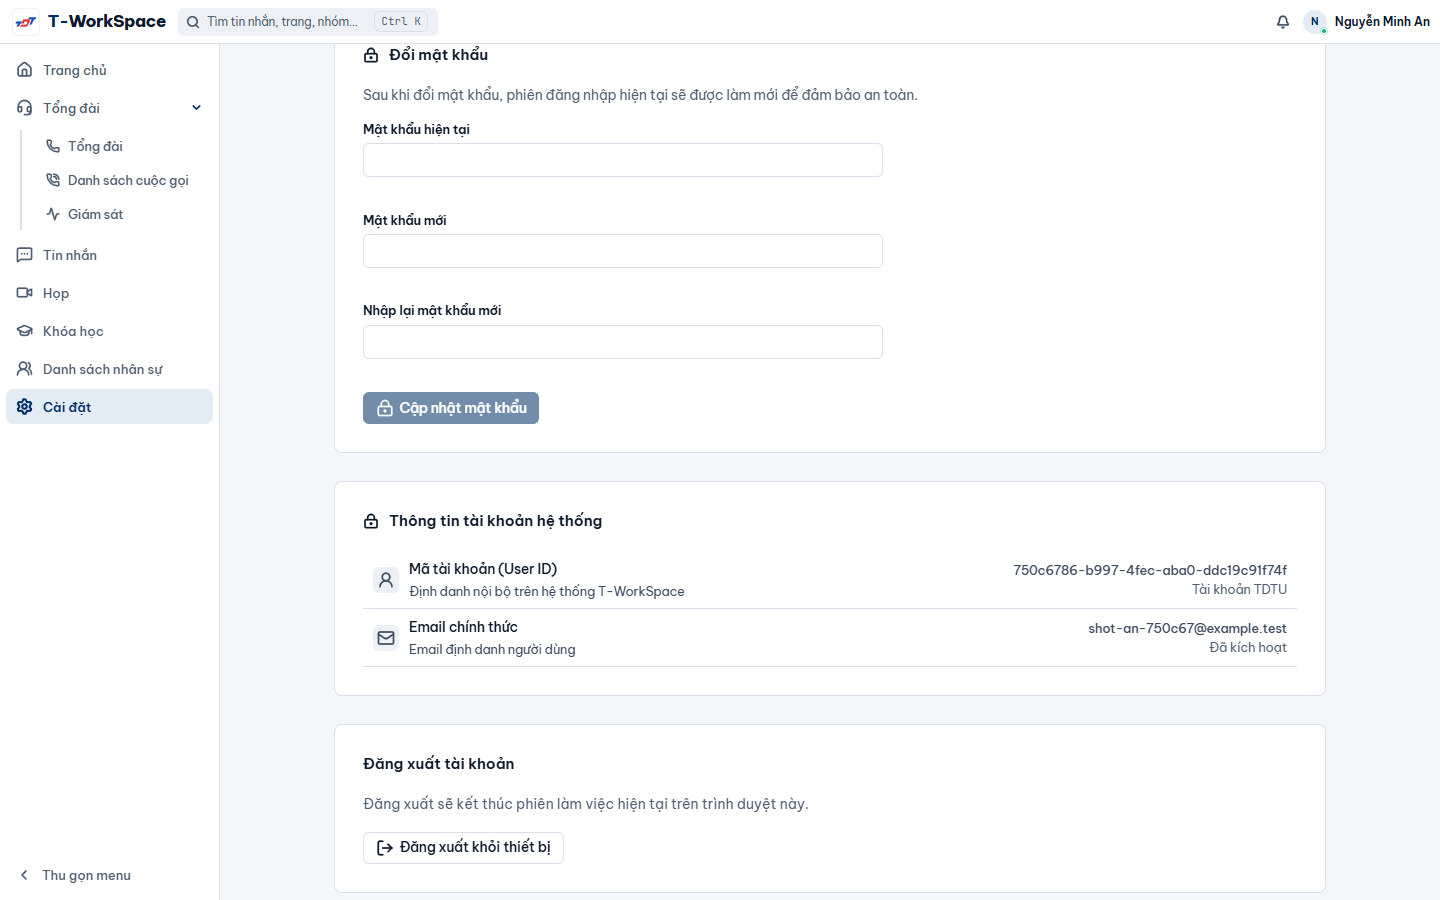 TDT T-WorkSpace
Tìm tin nhắn, trang, nhóm... Ctrl K
N Nguyễn Minh An
Trang chủ
Tổng đài
Tổng đài
Danh sách cuộc gọi
Giám sát
Tin nhắn
Họp
Khóa học
Danh sách nhân sự
Cài đặt
Thu gọn menu
Đổi mật khẩu
Sau khi đổi mật khẩu, phiên đăng nhập hiện tại sẽ được làm mới để đảm bảo an toàn.
Mật khẩu hiện tại
Mật khẩu mới
Nhập lại mật khẩu mới
Cập nhật mật khẩu
Thông tin tài khoản hệ thống
Mã tài khoản (User ID)
Định danh nội bộ trên hệ thống T-WorkSpace
750c6786-b997-4fec-aba0-ddc19c91f74f
Tài khoản TDTU
Email chính thức
Email định danh người dùng
shot-an-750c67@example.test
Đã kích hoạt
Đăng xuất tài khoản
Đăng xuất sẽ kết thúc phiên làm việc hiện tại trên trình duyệt này.
Đăng xuất khỏi thiết bị